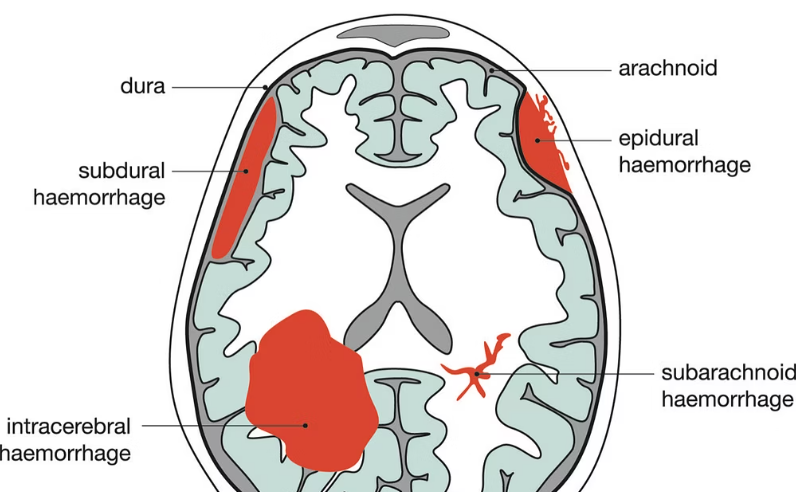 arachnoid
dura
epidural
haemorrhage
subdural
haemorrhage
subarachnoid
haemorrhage
intracerebral
haemorrhage